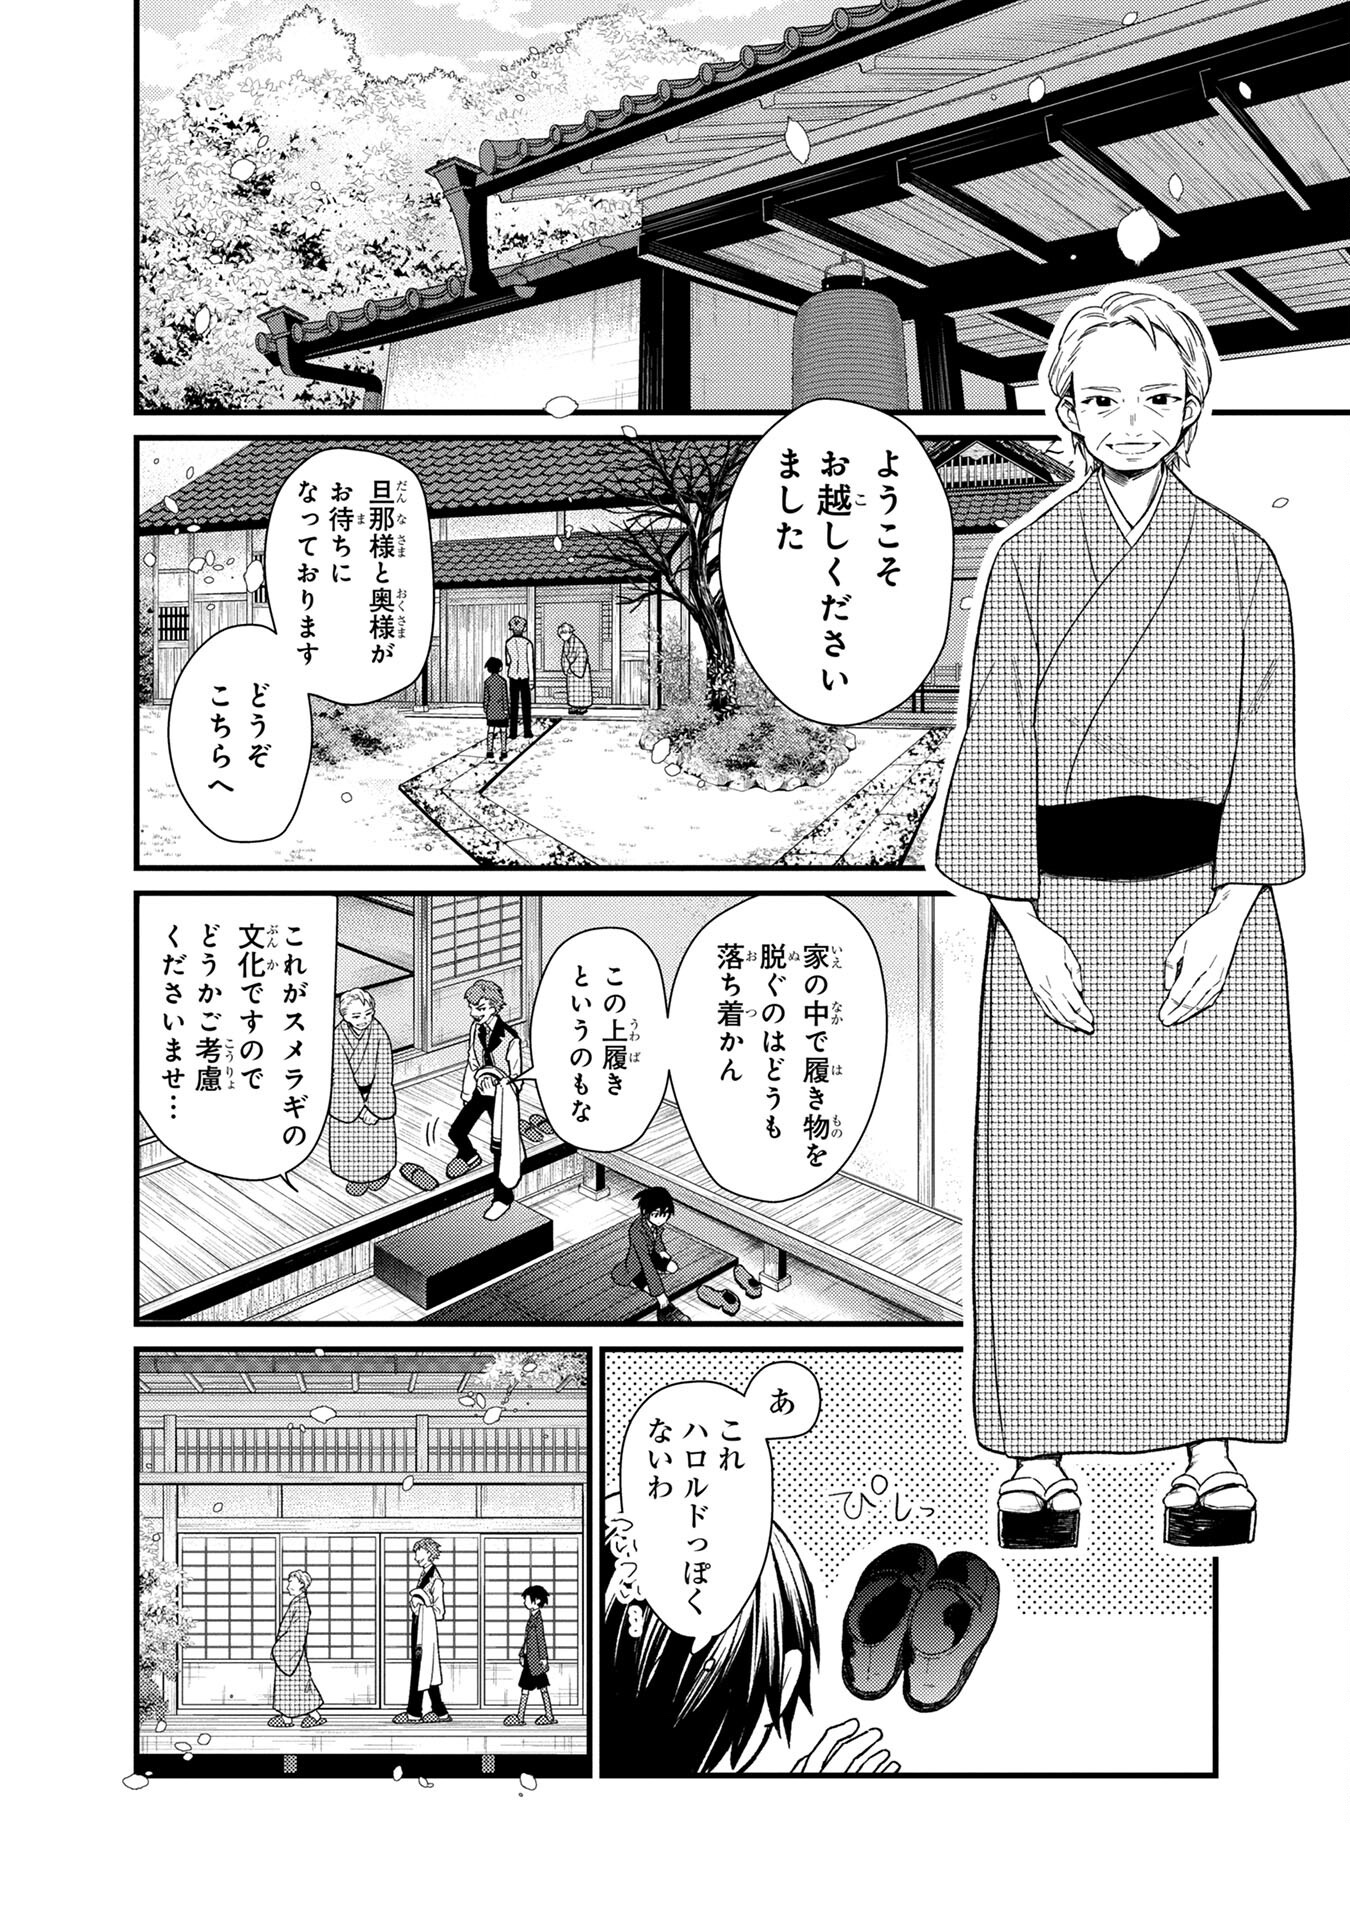 ようこそ
お越しください
ました
旦那様と奥様が
お待ちに
なっております
どうぞ
こちらへ
家の中で履き物を
脱ぐのはどうも
落ち着かん
この上履き
というのもな
これがスメラギの
文化ですので
どうかご考慮
くださいませ…
ぴしっ
あ
これ
ハロルドっぽく
ないわ
ついつい